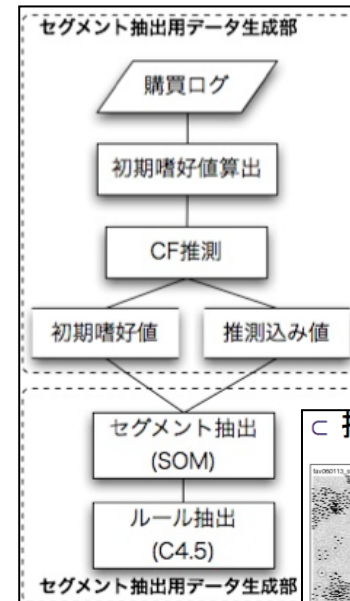 セグメント抽出用データ生成部
購買ログ
初期嗜好値算出
CF推測
初期嗜好値
推測込み値
セグメント抽出
(SOM)
ルール抽出
(C4.5)
セグメント抽出用データ生成部